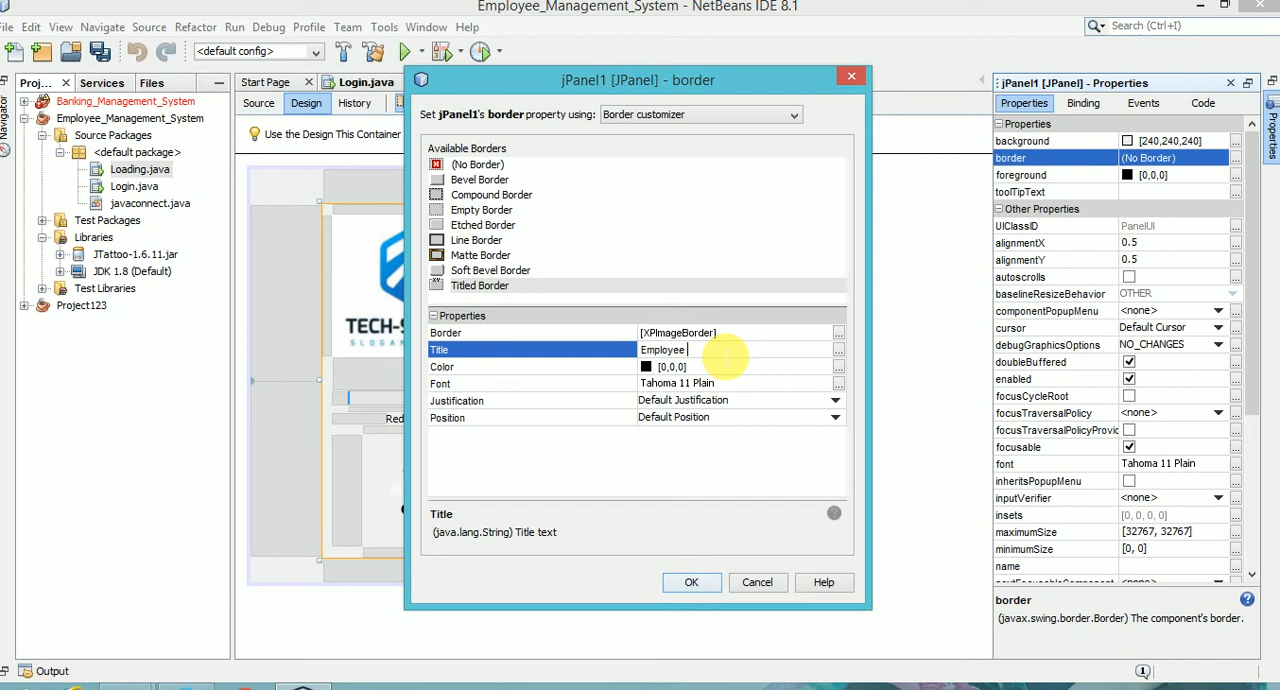 Employee_Management_System - NetBeans IDE 8.1
File Edit View Navigate Source Refactor Run Debug Profile Team Tools Window Help
Search (Ctrl+I)
<default config>
Proj... Services Files
Start Page Login.java
Source Design History
Use the Design This Container
Navigator
Banking_Management_System
Employee_Management_System
Source Packages
<default package>
Loading.java
Login.java
javaconnect.java
Test Packages
Libraries
JTattoo-1.6.11.jar
JDK 1.8 (Default)
Test Libraries
Project123
TECH-S
SLOGAN
Red
jPanel1 [JPanel] - border
Set jPanel1's border property using: Border customizer
Available Borders
(No Border)
Bevel Border
Compound Border
Empty Border
Etched Border
Line Border
Matte Border
Soft Bevel Border
Titled Border
Properties
Border [XPImageBorder]
Title Employee
Color [0,0,0]
Font Tahoma 11 Plain
Justification Default Justification
Position Default Position
Title
(java.lang.String) Title text
OK Cancel Help
jPanel1 [JPanel] - Properties
Properties Binding Events Code
Properties
background [240,240,240]
border (No Border)
foreground [0,0,0]
toolTipText
Other Properties
UIClassID PanelUI
alignmentX 0.5
alignmentY 0.5
autoscrolls
baselineResizeBehavior OTHER
componentPopupMenu <none>
cursor Default Cursor
debugGraphicsOptions NO_CHANGES
doubleBuffered
enabled
focusCycleRoot
focusTraversalPolicy <none>
focusTraversalPolicyProvi
focusable
font Tahoma 11 Plain
inheritsPopupMenu
inputVerifier <none>
insets [0, 0, 0, 0]
maximumSize [32767, 32767]
minimumSize [0, 0]
name
nextFocusableComponent <none>
border
(javax.swing.border.Border) The component's border.
Properties
Output
1